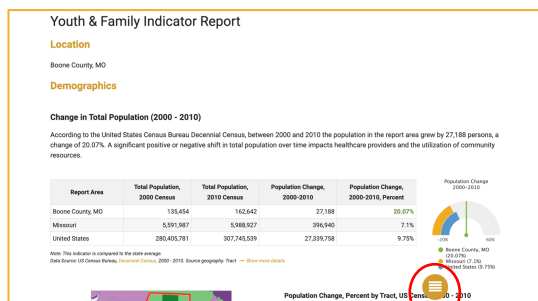 Youth & Family Indicator Report
Location
Boone County, MO
Demographics
Change in Total Population (2000 - 2010)
According to the United States Census Bureau Decennial Census, between 2000 and 2010 the population in the report area grew by 27,188 persons, a
change of 20.07%. A significant positive or negative shift in total population over time impacts healthcare providers and the utilization of community
resources.
Report Area Total Population, 2000 Census Total Population, 2010 Census Population Change, 2000-2010 Population Change, 2000-2010, Percent
Boone County, MO 135,454 162,642 27,188 20.07%
Missouri 5,591,987 5,988,927 396,940 7.1%
United States 280,405,781 307,745,539 27,339,758 9.75%
Note: This indicator is compared to the state average.
Data Source: US Census Bureau, Decennial Census. 2000 - 2010. Source geography: Tract → Show more details
Population Change
2000-2010
-20% 50%
Boone County, MO
(20.07%)
Missouri (7.1%)
United States (9.75%)
Population Change, Percent by Tract, US Census - 2010